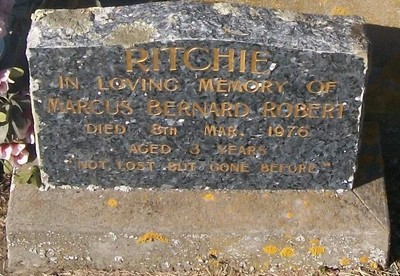 RITCHIE
IN LOVING MEMORY OF
MARCUS BERNARD ROBERT
DIED 8TH MAR. 1976
AGED 3 YEARS
"NOT LOST BUT GONE BEFORE"